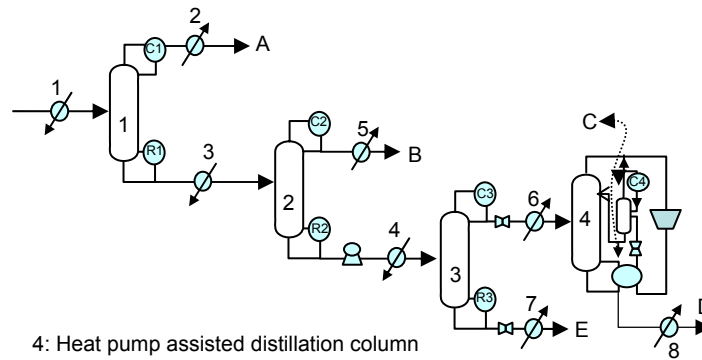 2
C1
A
1
1
R1
3
C2
5
B
2
R2
4
C3
6
C
C4
4
3
R3
7
E
D
8
4: Heat pump assisted distillation column